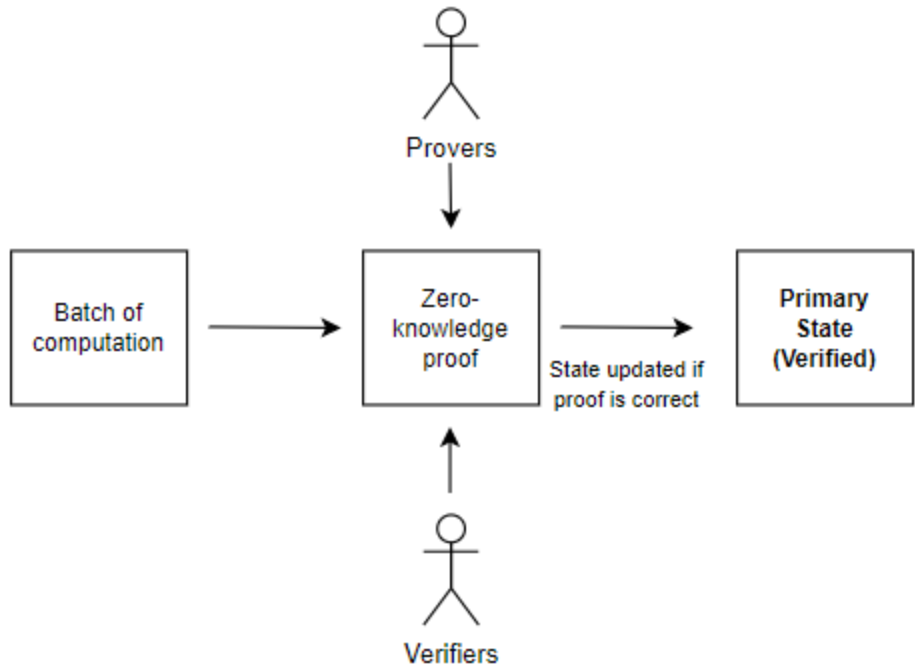 Provers
Batch of
computation
Zero-
knowledge
proof
State updated if
proof is correct
Primary
State
(Verified)
Verifiers